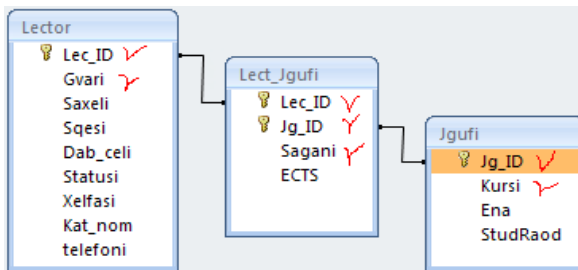 Lector
Lec_ID
Gvari
Saxeli
Sqesi
Dab_celi
Statusi
Xelfasi
Kat_nom
telefoni
Lect_Jgufi
Lec_ID
Jg_ID
Sagani
ECTS
Jgufi
Jg_ID
Kursi
Ena
StudRaod